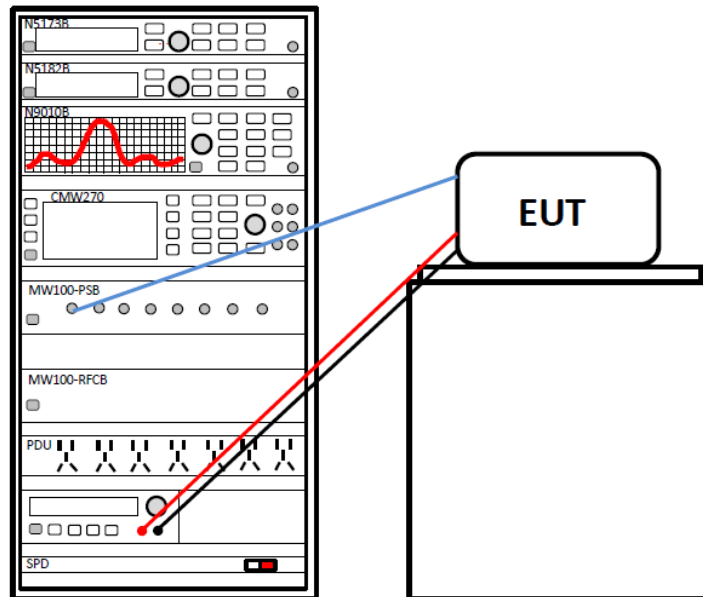 N5173B
N5182B
N9010B
CMW270
EUT
MW100-PSB
MW100-RFCB
PDU
SPD